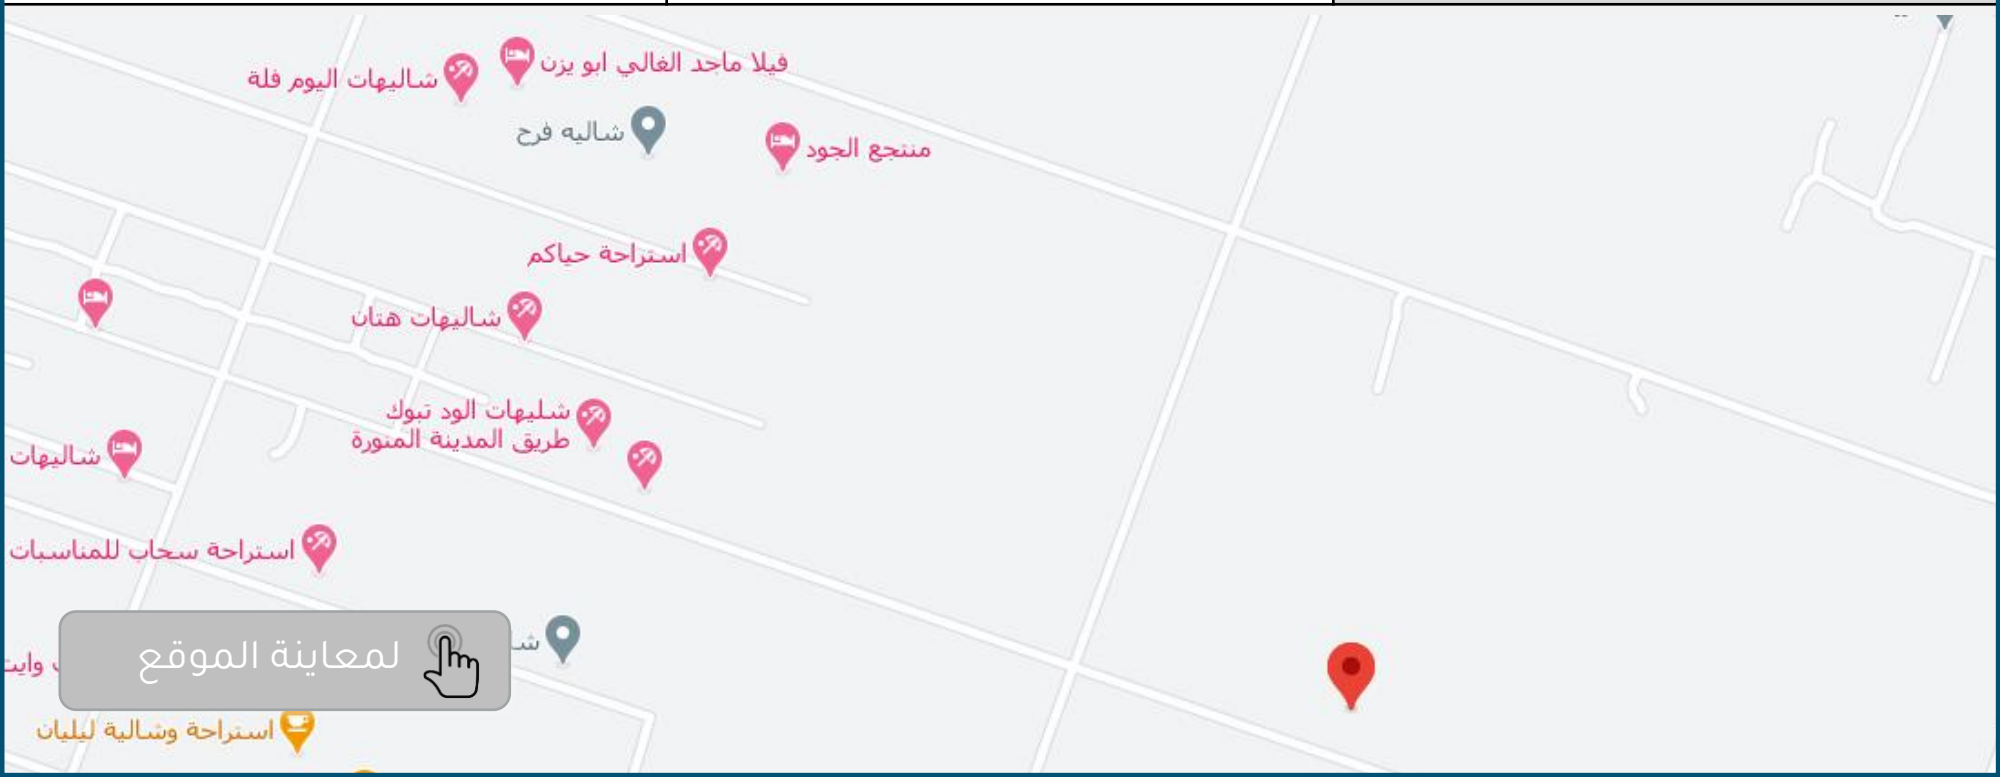 فيلا ماجد الغالي ابو يزن
شاليهات اليوم فلة
شاليه فرح
منتجع الجود
استراحة حياكم
شاليهات هتان
شليهات الود تبوك
طريق المدينة المنورة
شاليهات
استراحة سحاب للمناسبات
لمعاينة الموقع
استراحة وشالية ليليان